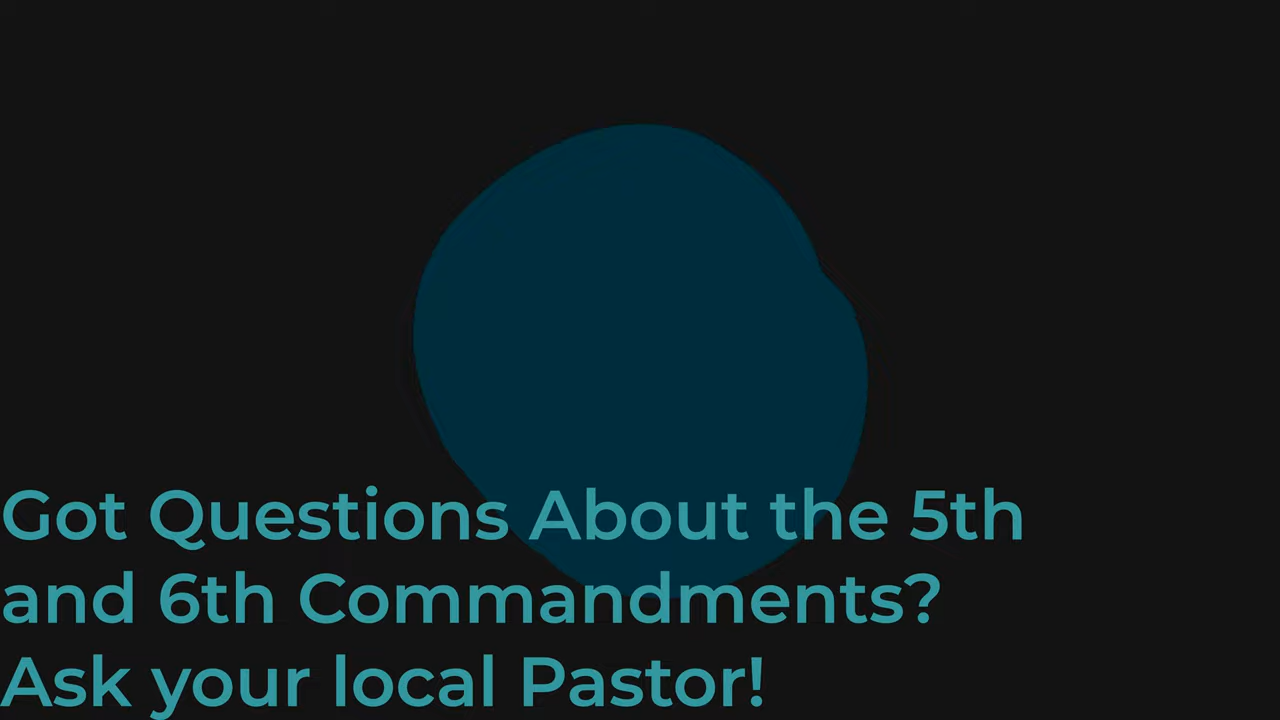 Got Questions About the 5th
and 6th Commandments?
Ask your local Pastor!